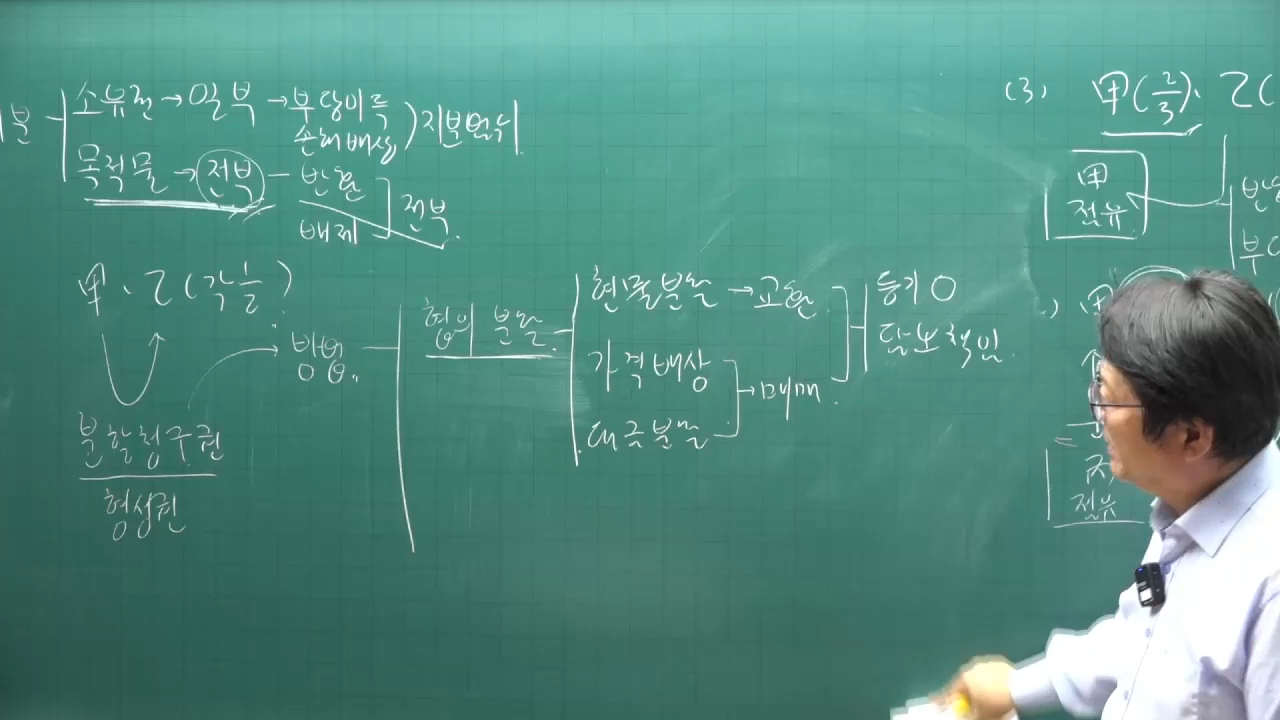 소유권→일부→부당이득
손해배상)지분범위
목적물→전부-반환
배제
전부.
甲、乙(각½)
분할청구권
형성권
방법.
협의 분할
현물분할→교환
가격배상
대금분할
→매매.
등기○
담보책임.
(3) 甲(2/3)、乙(
甲
전유
전유